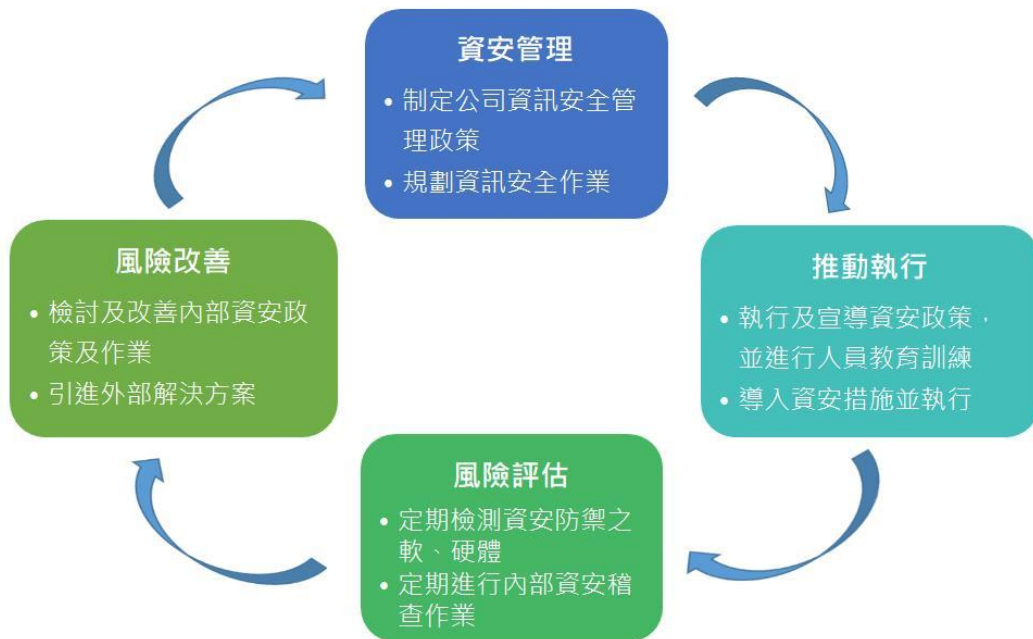 資安管理
• 制定公司資訊安全管
理政策
• 規劃資訊安全作業
推動執行
• 執行及宣導資安政策，
並進行人員教育訓練
• 導入資安措施並執行
風險評估
• 定期檢測資安防禦之
軟、硬體
• 定期進行內部資安稽
查作業
風險改善
• 檢討及改善內部資安政
策及作業
• 引進外部解決方案